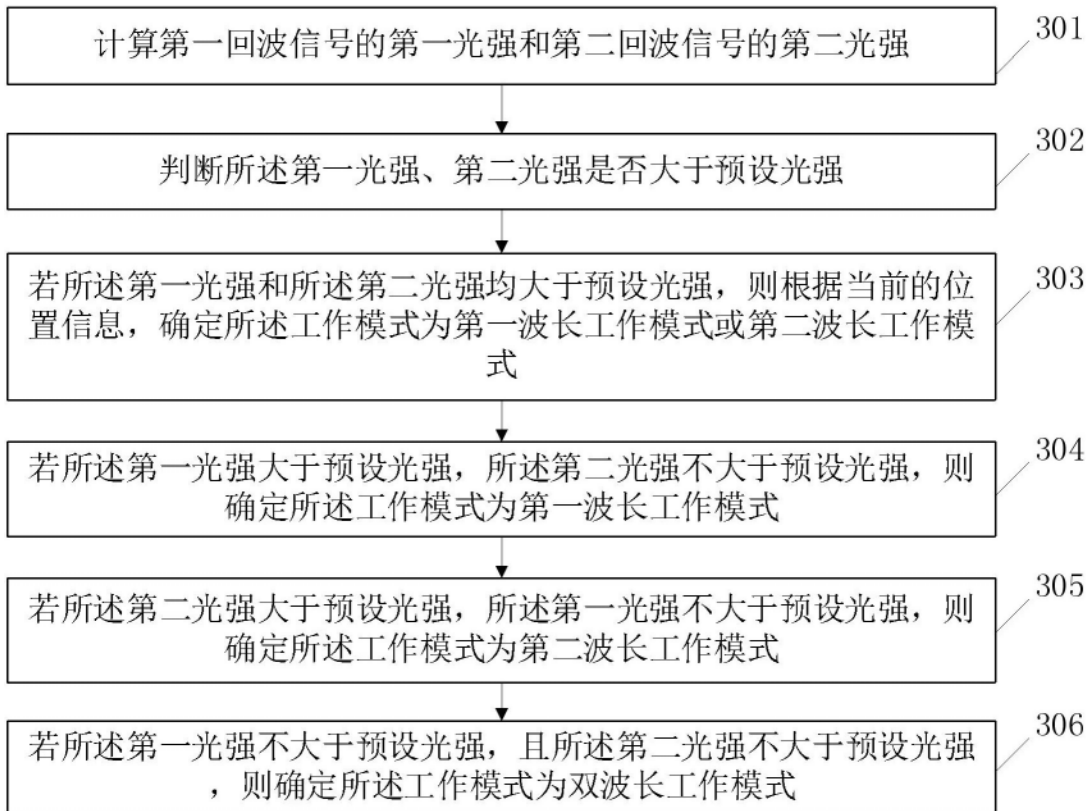 计算第一回波信号的第一光强和第二回波信号的第二光强
301
判断所述第一光强、第二光强是否大于预设光强
302
若所述第一光强和所述第二光强均大于预设光强，则根据当前的位
置信息，确定所述工作模式为第一波长工作模式或第二波长工作模
式
303
若所述第一光强大于预设光强，所述第二光强不大于预设光强，则
确定所述工作模式为第一波长工作模式
304
若所述第二光强大于预设光强，所述第一光强不大于预设光强，则
确定所述工作模式为第二波长工作模式
305
若所述第一光强不大于预设光强，且所述第二光强不大于预设光强
，则确定所述工作模式为双波长工作模式
306